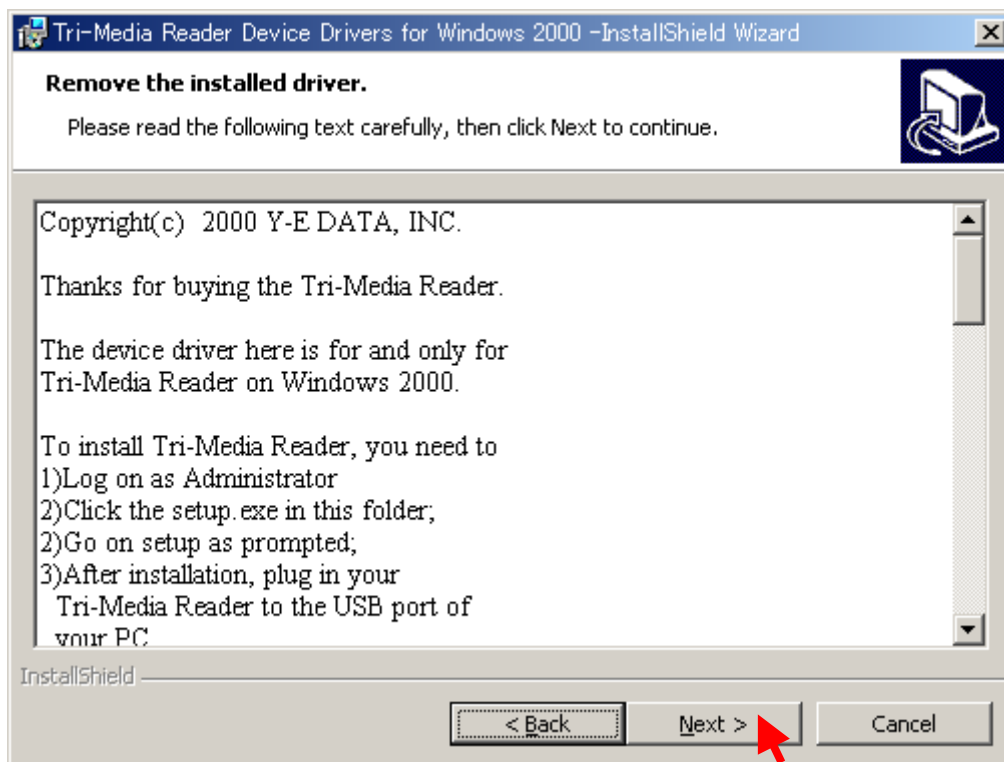 Tri-Media Reader Device Drivers for Windows 2000 -InstallShield Wizard
Remove the installed driver.
Please read the following text carefully, then click Next to continue.
Copyright(c)  2000 Y-E DATA, INC.
Thanks for buying the Tri-Media Reader.
The device driver here is for and only for
Tri-Media Reader on Windows 2000.
To install Tri-Media Reader, you need to
1)Log on as Administrator
2)Click the setup.exe in this folder;
2)Go on setup as prompted;
3)After installation, plug in your
Tri-Media Reader to the USB port of
your PC
InstallShield
< Back
Next >
Cancel